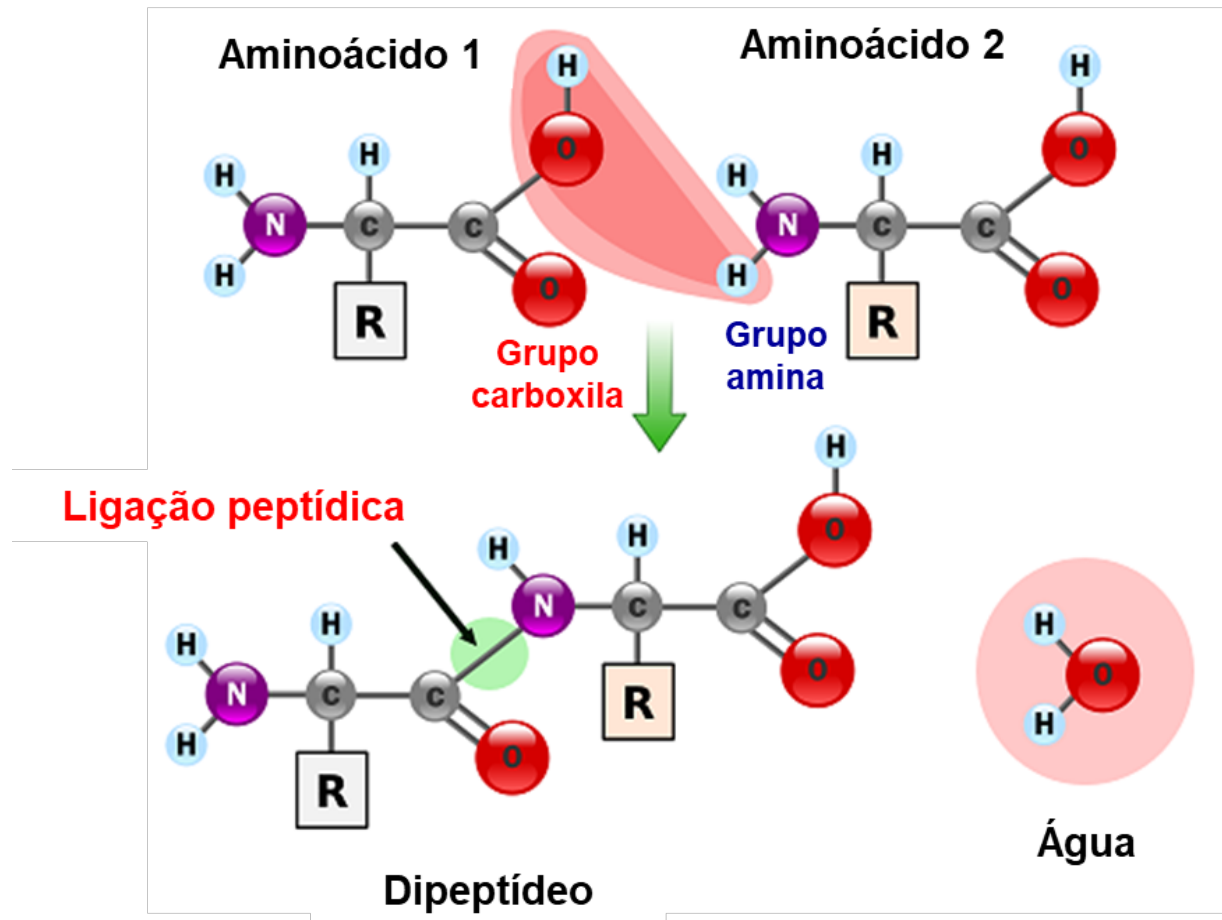 Aminoácido 1
Aminoácido 2
H
H
H
H
H
H
O
O
N
C
C
N
C
C
H
H
O
O
R
R
Grupo
carboxila
Grupo
amina
H
Ligação peptídica
H
H
O
H
H
N
C
C
H
O
N
C
C
O
R
H
H
O
R
Água
Dipeptídeo